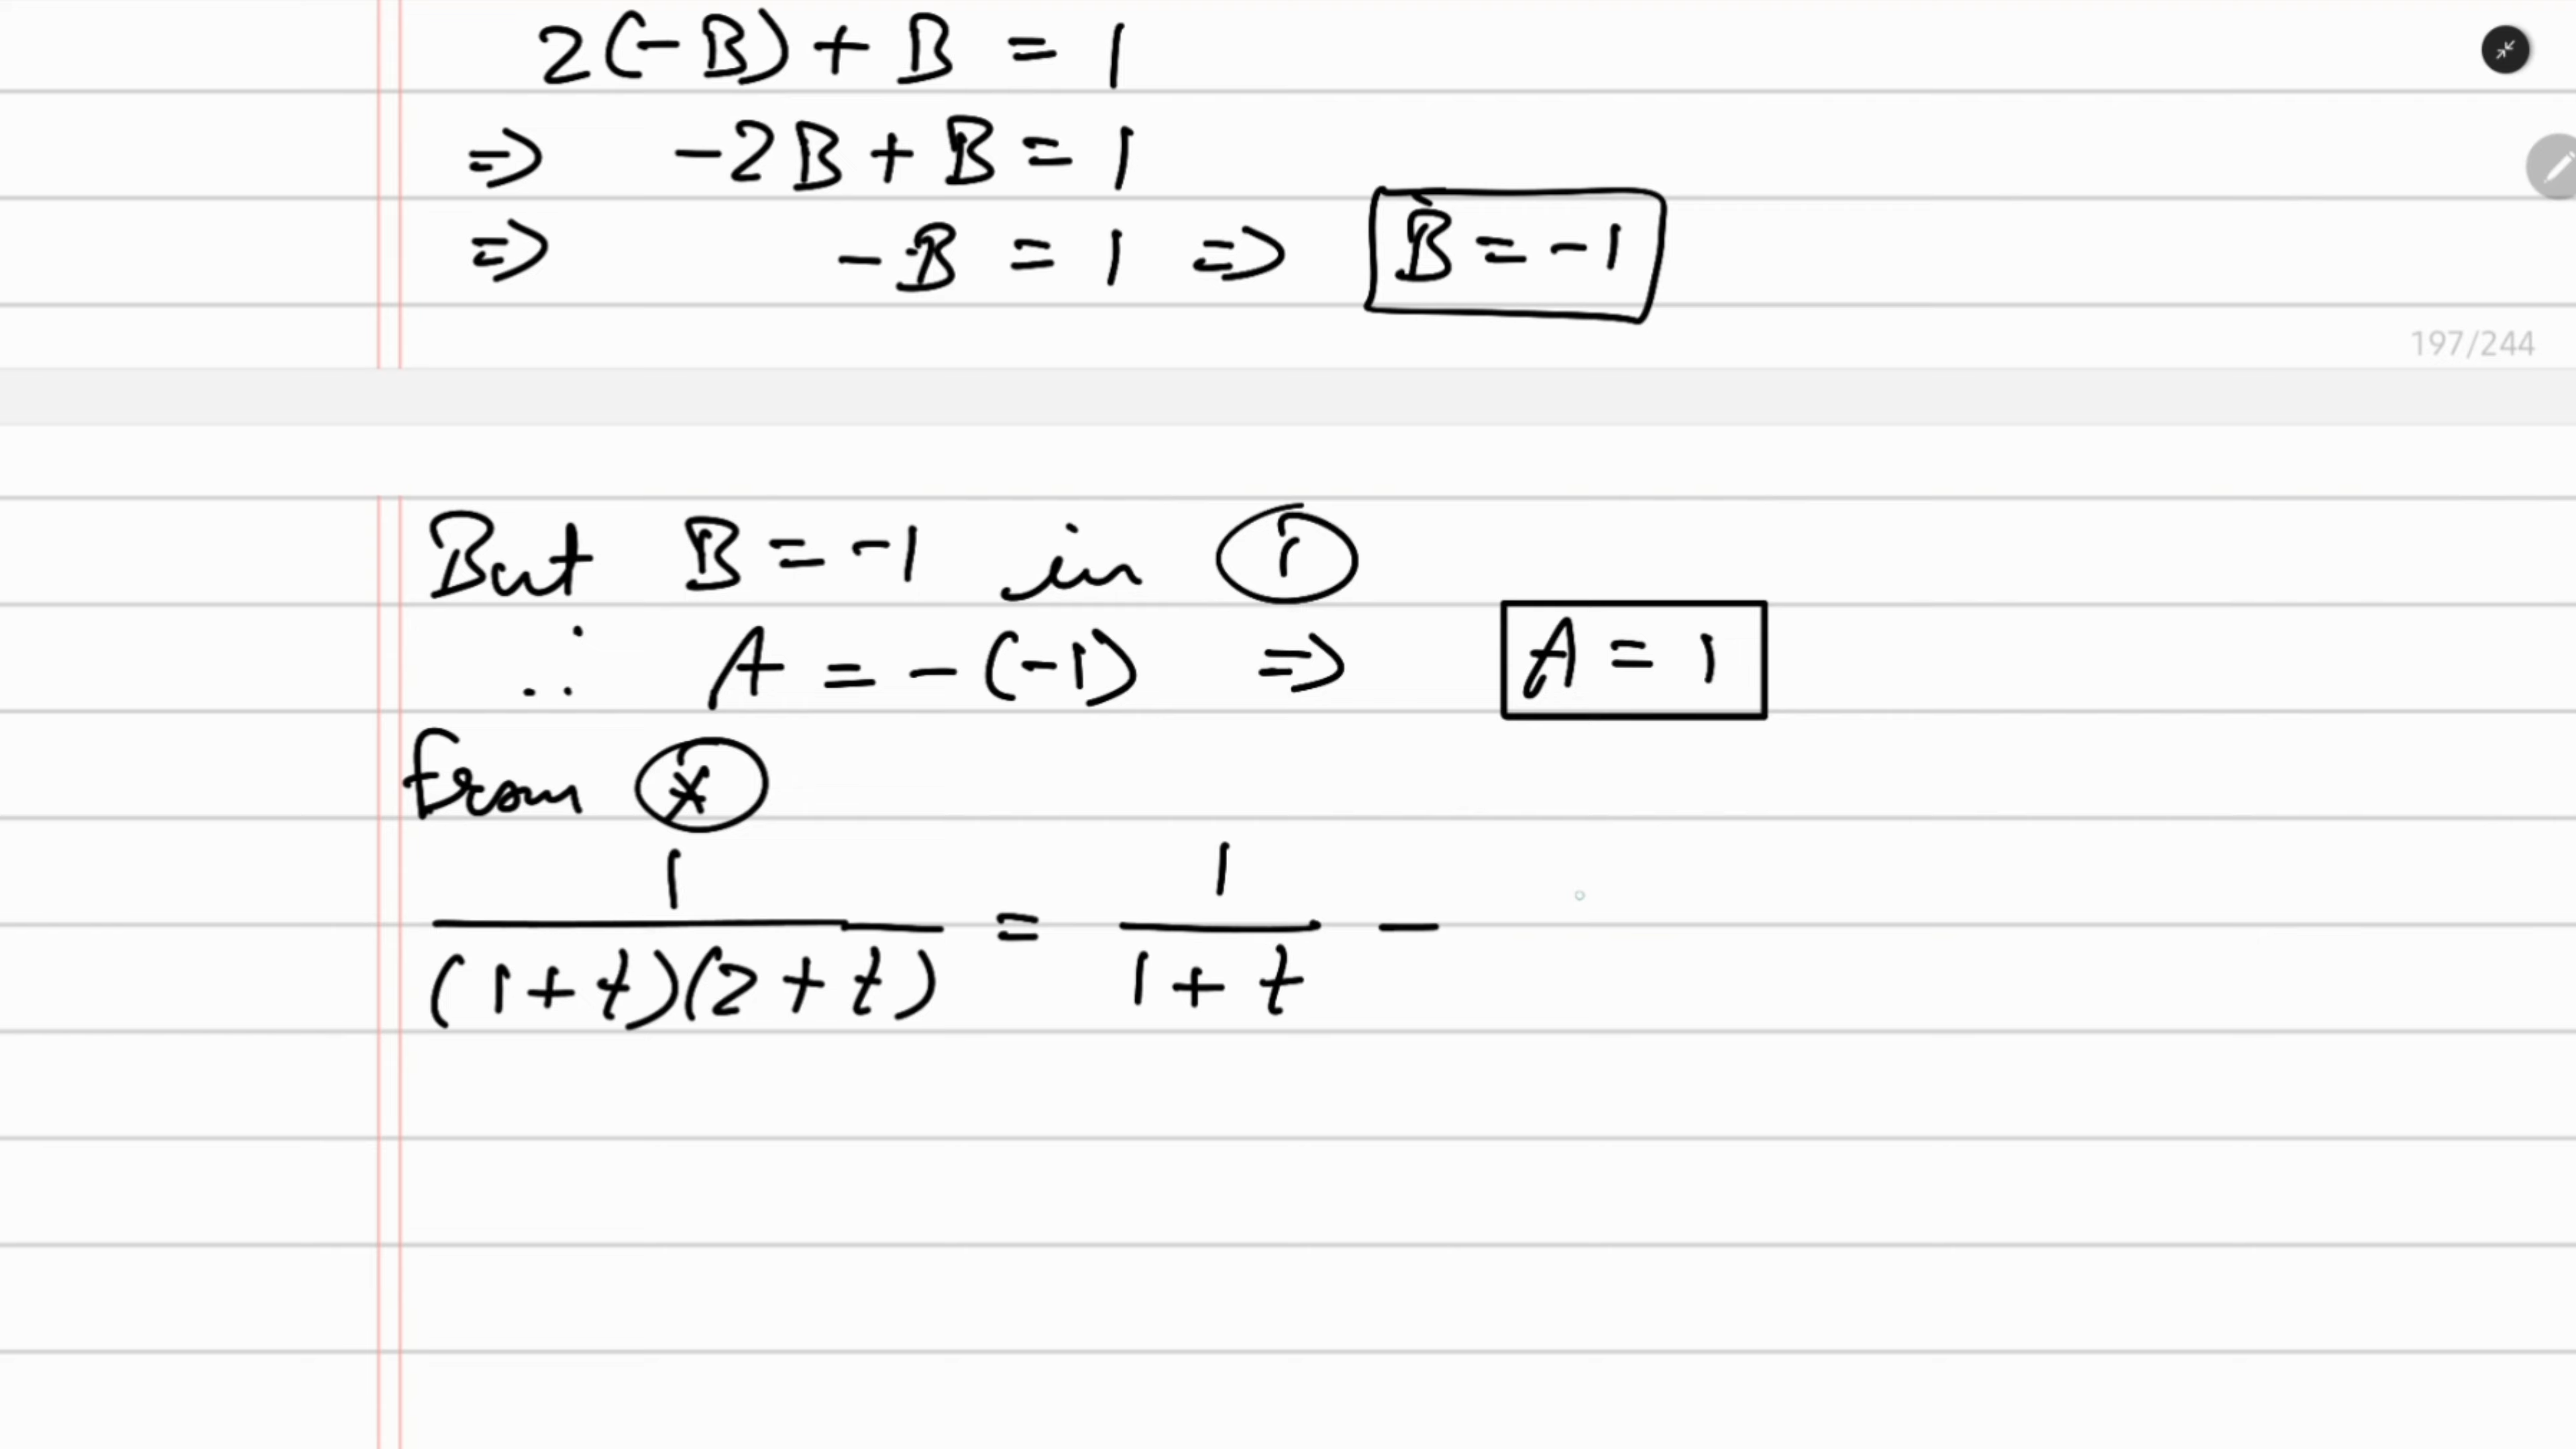 2(-B) + B = 1
⇒ -2B + B = 1
⇒ -B = 1 ⇒ B = -1
197/244
But B = -1 in (i)
∴ A = -(-1) ⇒ A = 1
from (*)
1/((1+t)(2+t)) = 1/(1+t) -